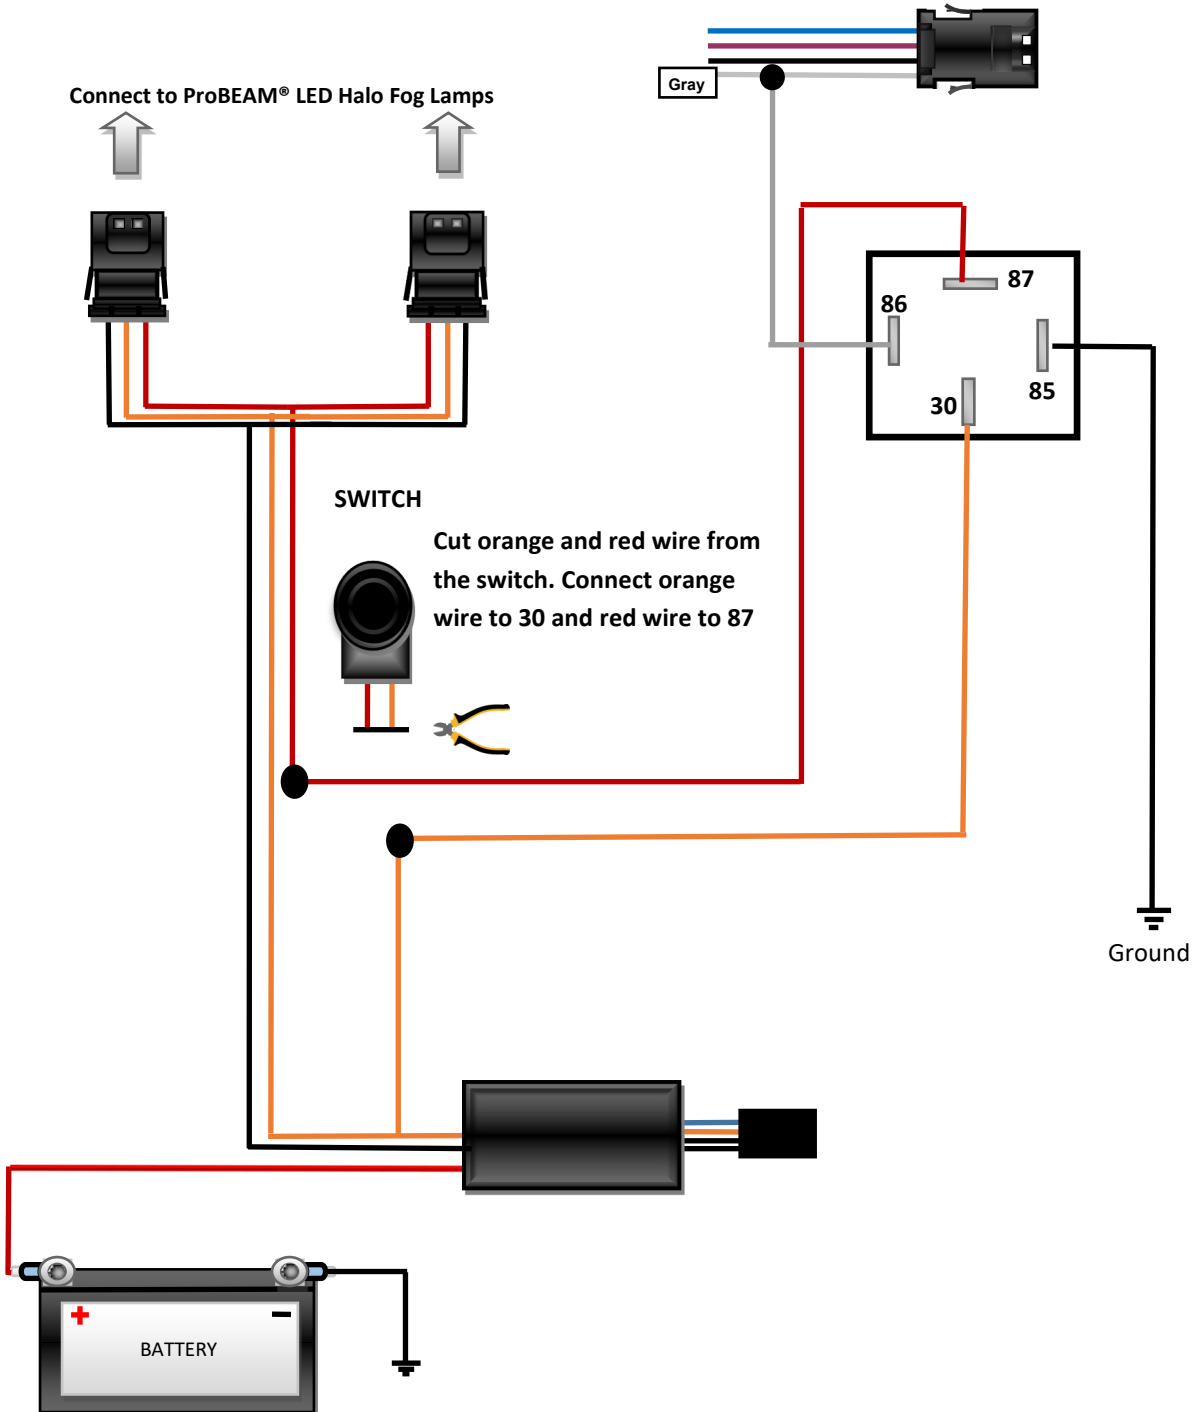 Gray
Connect to ProBEAM® LED Halo Fog Lamps
87
86
85
30
SWITCH
Cut orange and red wire from
the switch. Connect orange
wire to 30 and red wire to 87
Ground
+ −
BATTERY